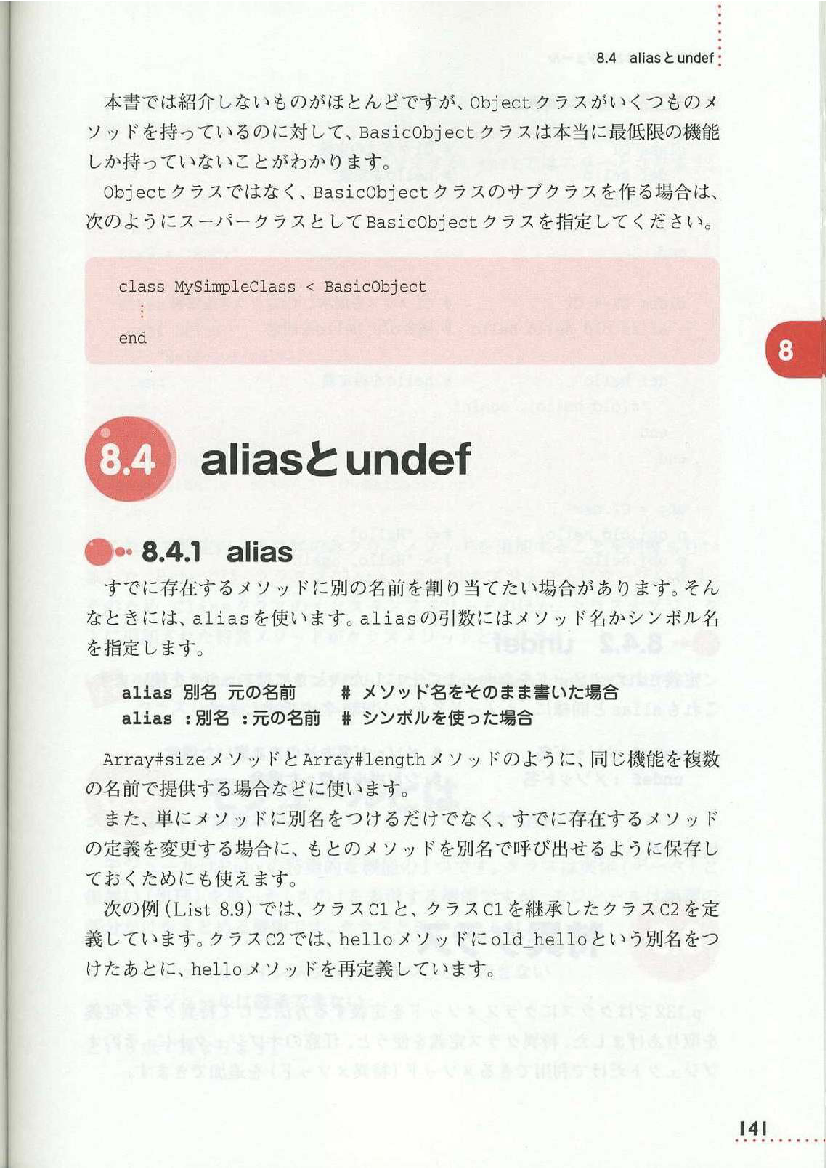 8.4 aliasとundef
本書では紹介しないものがほとんどですが、Objectクラスがいくつものメ
ソッドを持っているのに対して、BasicObjectクラスは本当に最低限の機能
しか持っていないことがわかります。
Objectクラスではなく、BasicObjectクラスのサブクラスを作る場合は、
次のようにスーパークラスとしてBasicObjectクラスを指定してください。
class MySimpleClass < BasicObject
⋮
end
8
8.4 aliasとundef
8.4.1 alias
すでに存在するメソッドに別の名前を割り当てたい場合があります。そん
なときには、aliasを使います。aliasの引数にはメソッド名かシンボル名
を指定します。
alias 別名 元の名前 # メソッド名をそのまま書いた場合
alias :別名 :元の名前 # シンボルを使った場合
Array#sizeメソッドとArray#lengthメソッドのように、同じ機能を複数
の名前で提供する場合などに使います。
また、単にメソッドに別名をつけるだけでなく、すでに存在するメソッド
の定義を変更する場合に、もとのメソッドを別名で呼び出せるように保存し
ておくためにも使えます。
次の例(List 8.9)では、クラスC1と、クラスC1を継承したクラスC2を定
義しています。クラスC2では、helloメソッドにold_helloという別名をつ
けたあとに、helloメソッドを再定義しています。
141